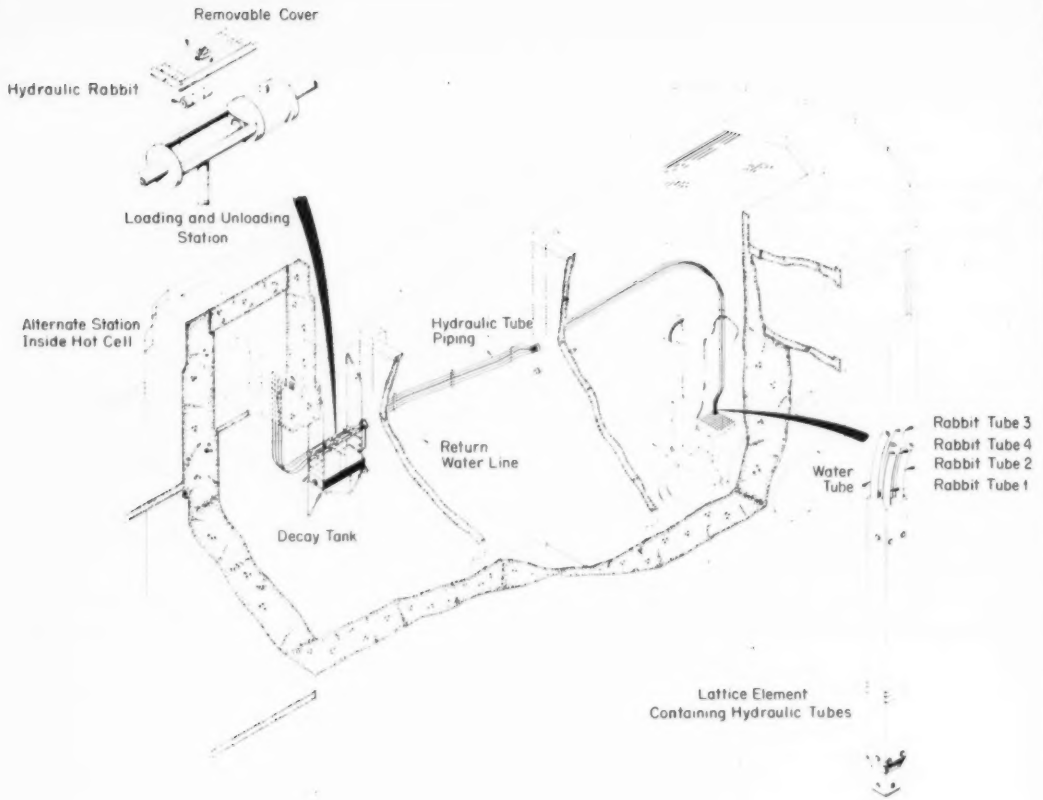 Removable Cover
Hydraulic Rabbit
Loading and Unloading
Station
Alternate Station
Inside Hot Cell
Hydraulic Tube
Piping
Return
Water Line
Decay Tank
Rabbit Tube 3
Rabbit Tube 4
Rabbit Tube 2
Rabbit Tube 1
Water
Tube
Lattice Element
Containing Hydraulic Tubes